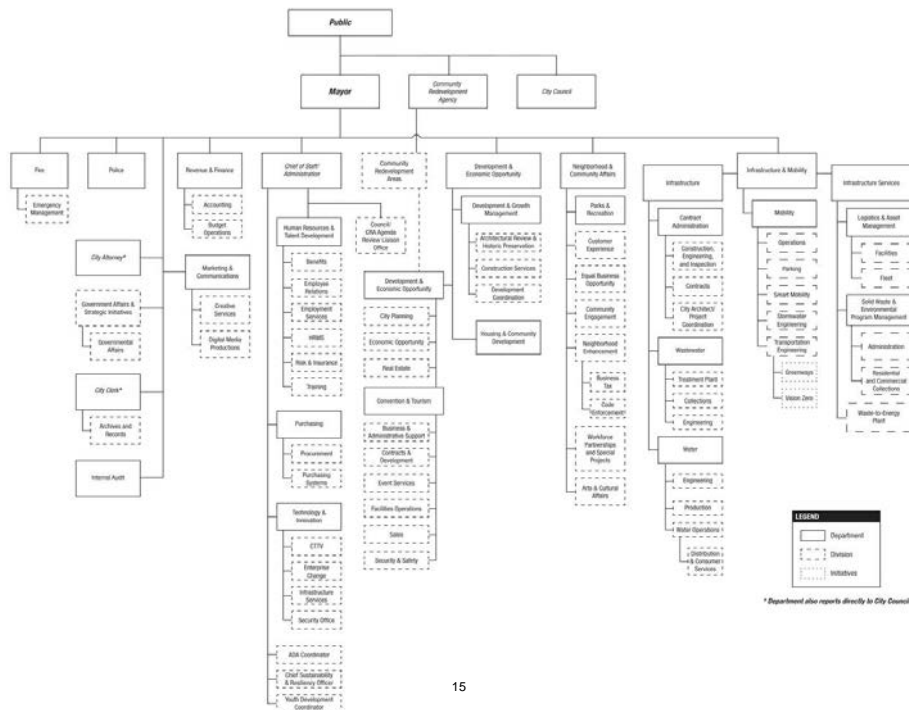 Public
Mayor
Community
Redevelopment
Agency
City Council
Fire
Emergency
Management
Police
Revenue & Finance
Accounting
Budget
Operations
City Attorney*
Marketing &
Communications
Creative
Services
Digital Media
Productions
Government Affairs &
Strategic Initiatives
Governmental
Affairs
City Clerk*
Archives and
Records
Internal Audit
Chief of Staff/
Administration
Human Resources &
Talent Development
Benefits
Employee
Relations
Employment
Services
HRMS
Risk & Insurance
Training
Purchasing
Procurement
Purchasing
Systems
Technology &
Innovation
CTTV
Enterprise
Infrastructure
Services
Security Office
ADA Coordinator
Chief Sustainability
& Resiliency Officer
Youth Development
Coordinator
Council/
CRA Agenda
Review Liaison
Office
Community
Redevelopment
Areas
Development &
Economic Opportunity
City Planning
Economic Opportunity
Real Estate
Convention & Tourism
Business &
Administrative Support
Contracts &
Development
Event Services
Facilities Operations
Sales
Security & Safety
Development &
Economic Opportunity
Development & Growth
Management
Architectural Review &
Historic Preservation
Construction Services
Development
Coordination
Housing & Community
Development
Neighborhood &
Community Affairs
Parks &
Recreation
Customer
Experience
Equal Business
Opportunity
Community
Engagement
Neighborhood
Enhancement
Business
Tax
Code
Enforcement
Workforce
Partnerships
and Special
Projects
Arts & Cultural
Affairs
Infrastructure
Contract
Administration
Construction,
Engineering,
and Inspection
Contracts
City Architect/
Project
Coordination
Wastewater
Treatment Plant
Collections
Engineering
Water
Engineering
Production
Water Operations
Distribution
& Consumer
Services
Infrastructure & Mobility
Mobility
Operations
Parking
Smart Mobility
Stormwater
Engineering
Transportation
Engineering
Greenways
Vision Zero
Infrastructure Services
Logistics & Asset
Management
Facilities
Fleet
Solid Waste &
Environmental
Program Management
Administration
Residential
and Commercial
Collections
Waste-to-Energy
Plant
LEGEND
Department
Division
Initiatives
* Department also reports directly to City Council
15